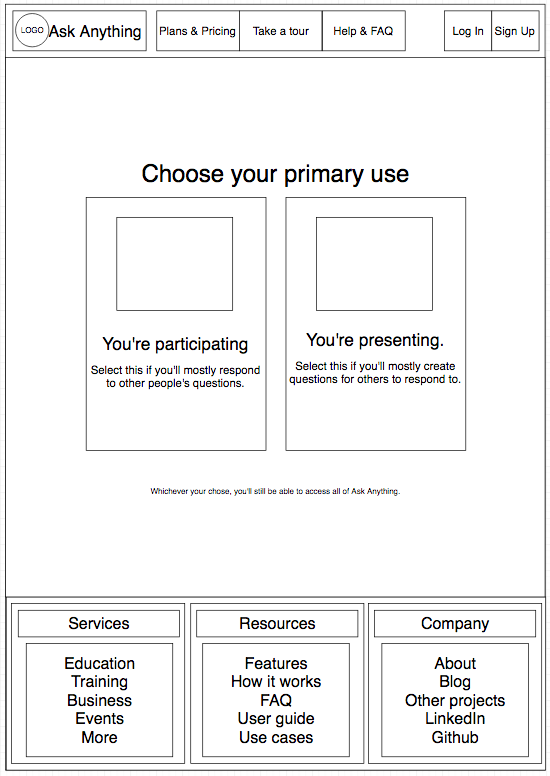 LOGO Ask Anything
Plans & Pricing
Take a tour
Help & FAQ
Log In
Sign Up
Choose your primary use
You're participating
Select this if you'll mostly respond
to other people's questions.
You're presenting.
Select this if you'll mostly create
questions for others to respond to.
Whichever your chose, you'll still be able to access all of Ask Anything.
Services
Education
Training
Business
Events
More
Resources
Features
How it works
FAQ
User guide
Use cases
Company
About
Blog
Other projects
LinkedIn
Github